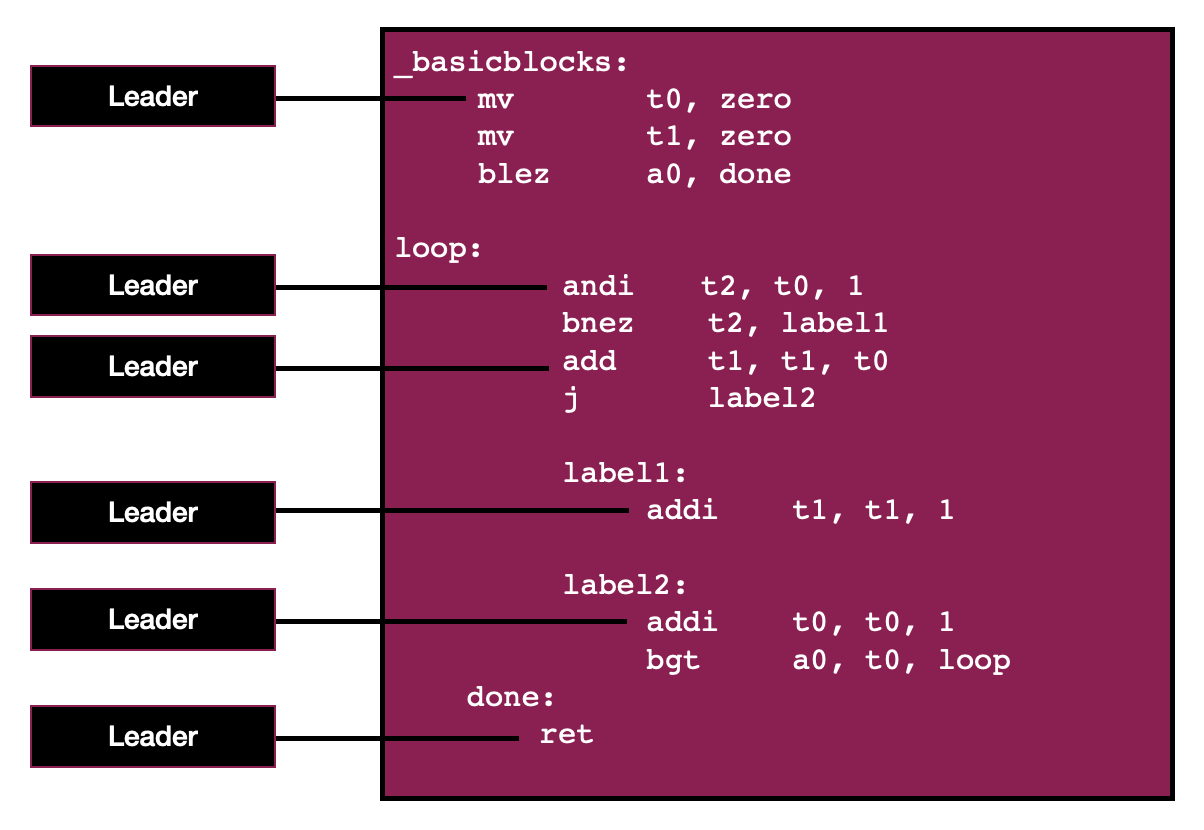 _basicblocks:
Leader
mv t0, zero
mv t1, zero
blez a0, done
loop:
Leader
andi t2, t0, 1
bnez t2, label1
Leader
add t1, t1, t0
j label2
label1:
Leader
addi t1, t1, 1
label2:
Leader
addi t0, t0, 1
bgt a0, t0, loop
done:
Leader
ret